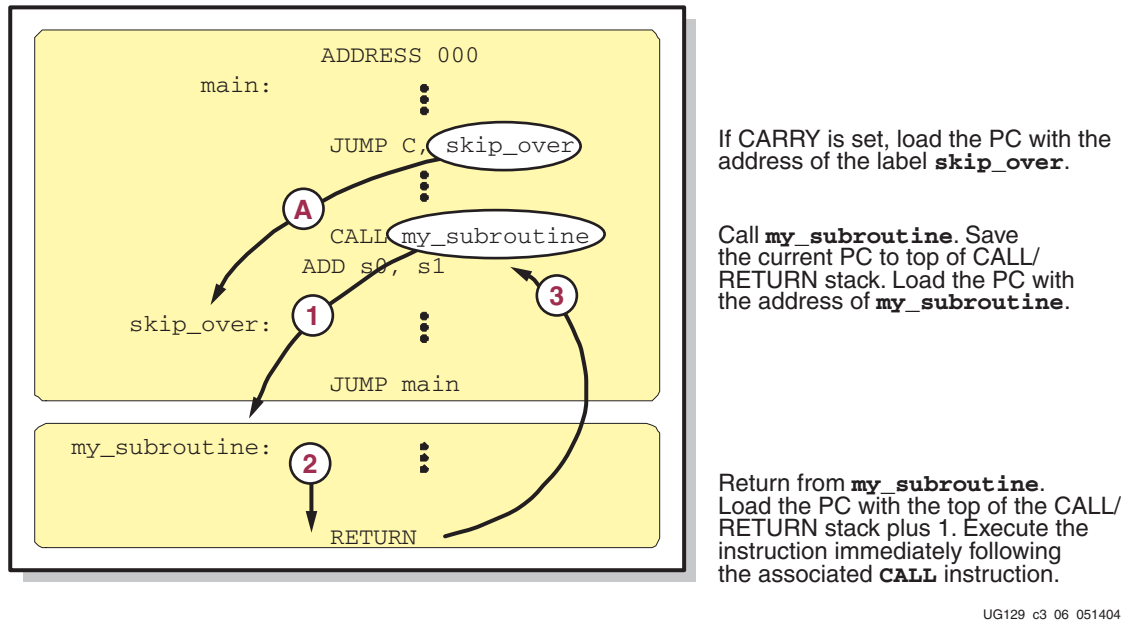 ADDRESS 000
main:
JUMP C, skip_over
If CARRY is set, load the PC with the
address of the label skip_over.
A
CALL my_subroutine
ADD s0, s1
Call my_subroutine. Save
the current PC to top of CALL/
RETURN stack. Load the PC with
the address of my_subroutine.
3
1
skip_over:
JUMP main
my_subroutine:
2
RETURN
Return from my_subroutine.
Load the PC with the top of the CALL/
RETURN stack plus 1. Execute the
instruction immediately following
the associated CALL instruction.
UG129_c3_06_051404